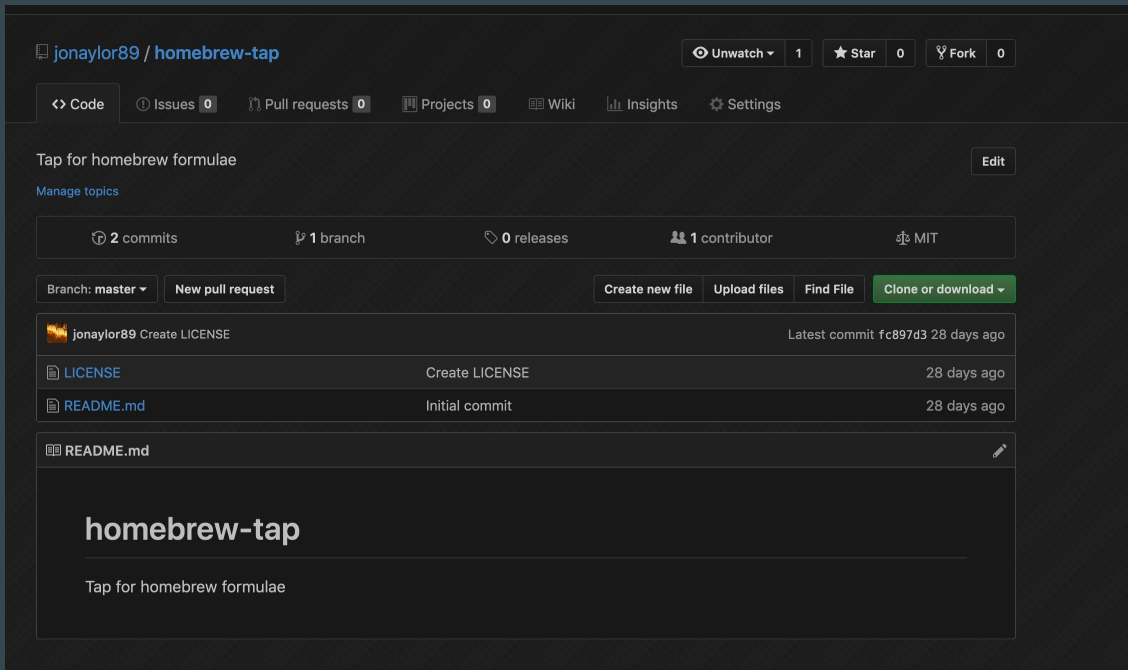 jonaylor89 / homebrew-tap
Unwatch 1 Star 0 Fork 0
Code Issues 0 Pull requests 0 Projects 0 Wiki Insights Settings
Tap for homebrew formulae Edit
Manage topics
2 commits 1 branch 0 releases 1 contributor MIT
Branch: master New pull request Create new file Upload files Find File Clone or download
jonaylor89 Create LICENSE Latest commit fc897d3 28 days ago
LICENSE Create LICENSE 28 days ago
README.md Initial commit 28 days ago
README.md
homebrew-tap
Tap for homebrew formulae